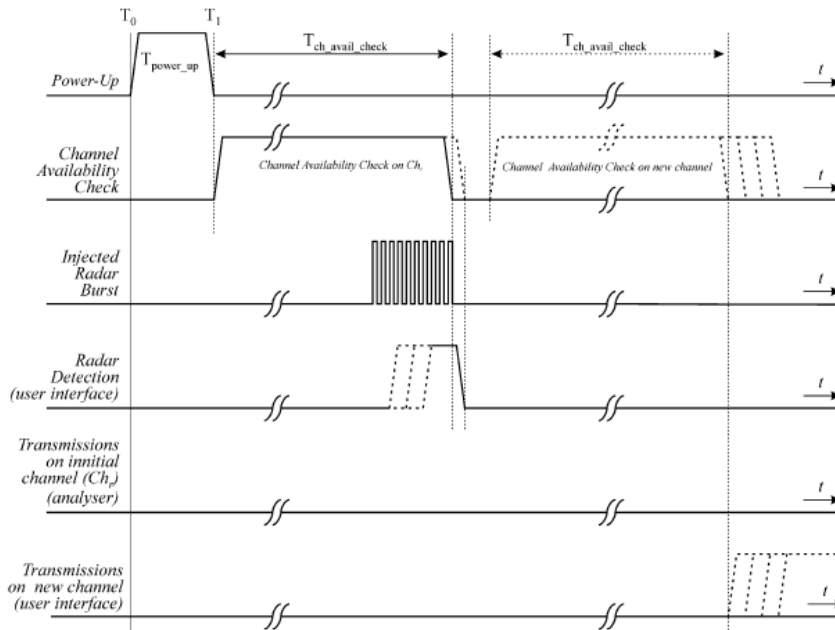 T0 T1
Tch_avail_check
Tch_avail_check
Tpower_up
Power-Up
t
Channel
Availability
Check
Channel Availability Check on Chr
Channel Availability Check on new channel
t
Injected
Radar
Burst
t
Radar
Detection
(user interface)
t
Transmissions
on innitial
channel (Chr)
(analyser)
t
Transmissions
on new channel
(user interface)
t